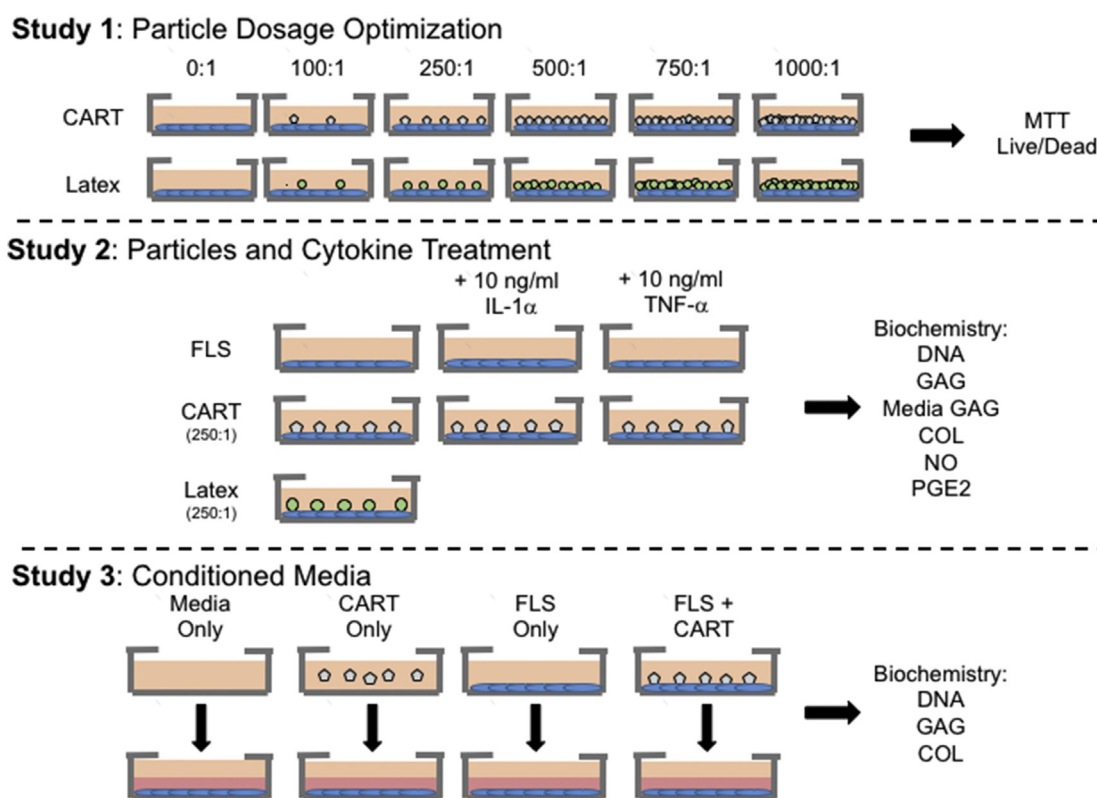 Study 1: Particle Dosage Optimization
0:1 100:1 250:1 500:1 750:1 1000:1
CART
Latex
MTT
Live/Dead
Study 2: Particles and Cytokine Treatment
+ 10 ng/ml + 10 ng/ml
IL-1α TNF-α
FLS
CART
(250:1)
Latex
(250:1)
Biochemistry:
DNA
GAG
Media GAG
COL
NO
PGE2
Study 3: Conditioned Media
Media CART FLS FLS +
Only Only Only CART
Biochemistry:
DNA
GAG
COL